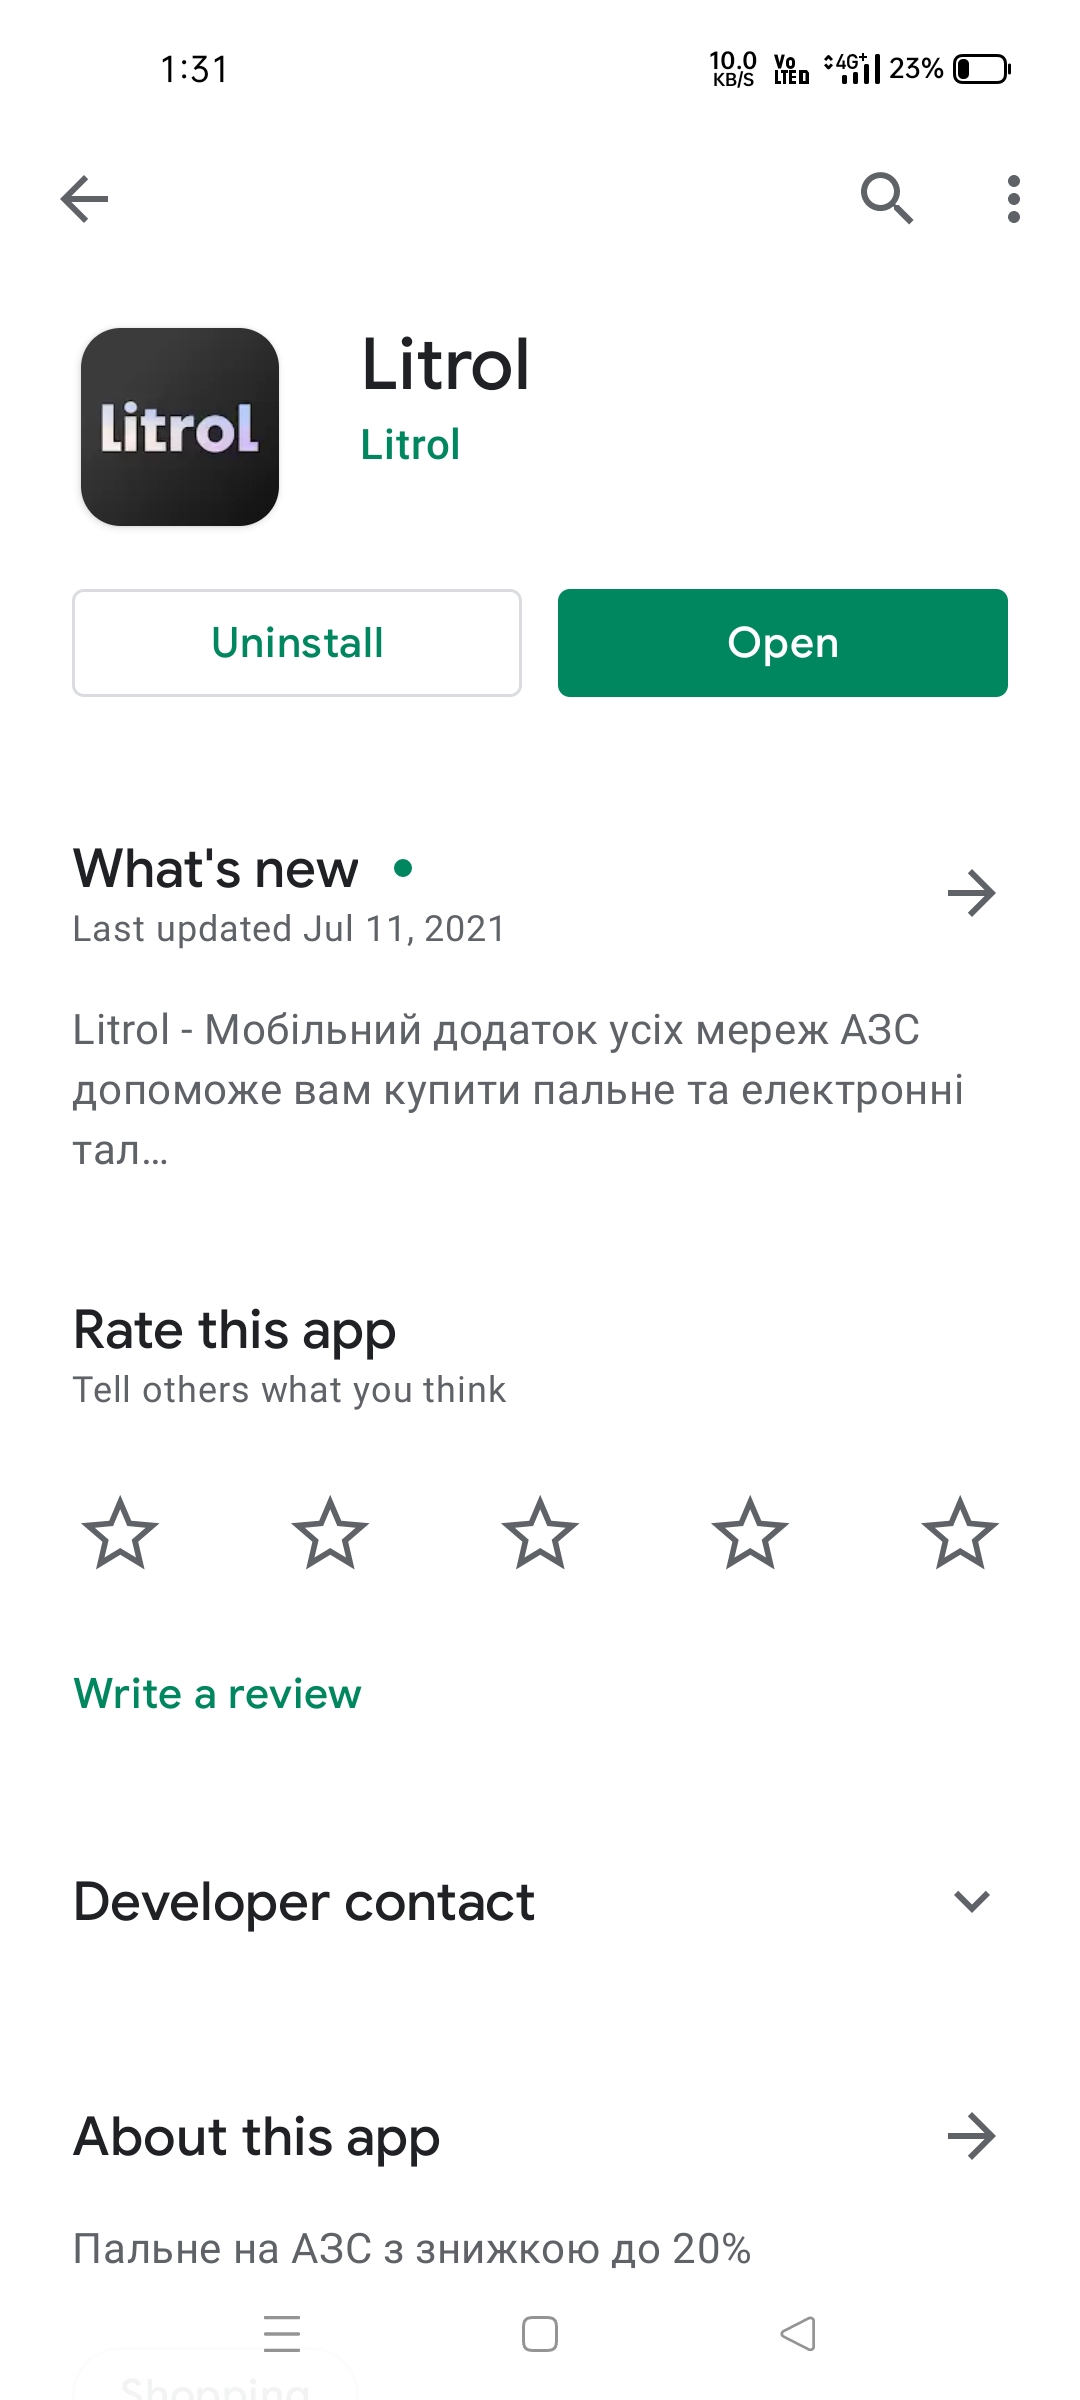 1:31
10.0
KB/S
Vo
LTE D
4G+
23%
Litrol
Litrol
Litrol
Uninstall
Open
What's new
Last updated Jul 11, 2021
Litrol - Мобільний додаток усіх мереж АЗС
допоможе вам купити пальне та електронні
тал…
Rate this app
Tell others what you think
Write a review
Developer contact
About this app
Пальне на АЗС з знижкою до 20%
Shopping